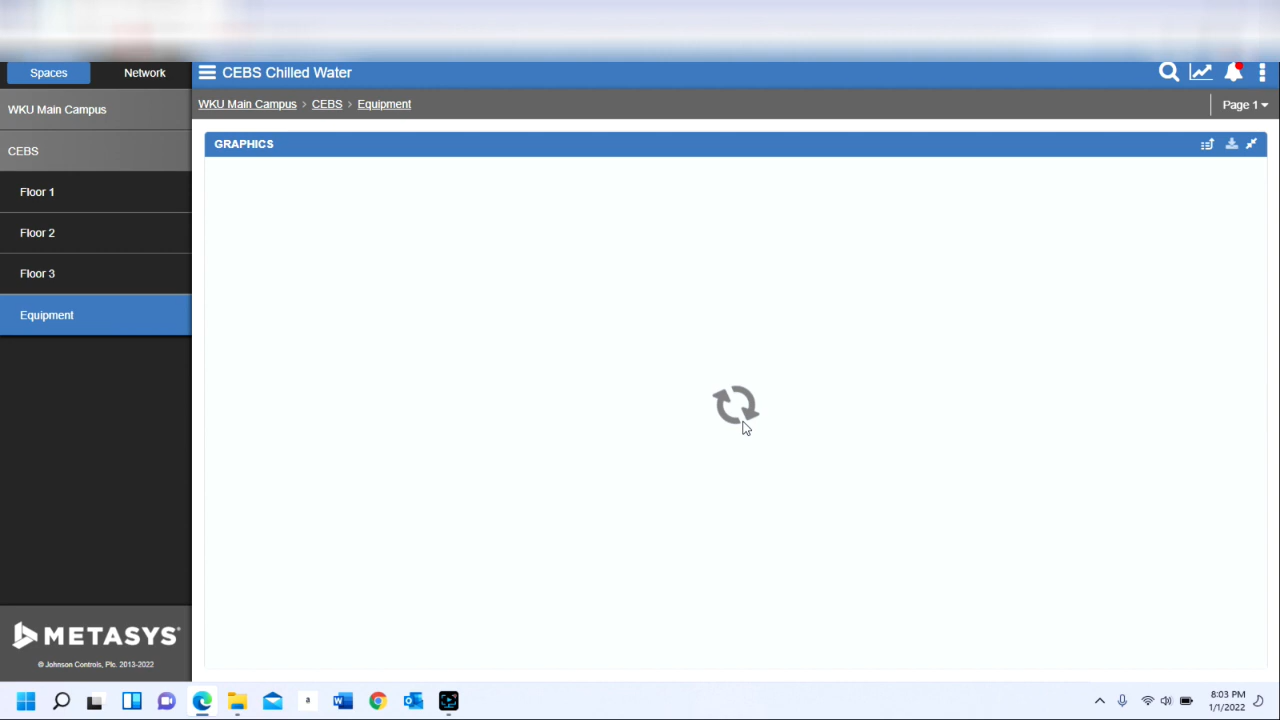 Spaces
Network
CEBS Chilled Water
WKU Main Campus
WKU Main Campus > CEBS > Equipment
Page 1
CEBS
GRAPHICS
Floor 1
Floor 2
Floor 3
Equipment
METASYS®
© Johnson Controls, Plc. 2013-2022
a
8:03 PM
1/1/2022